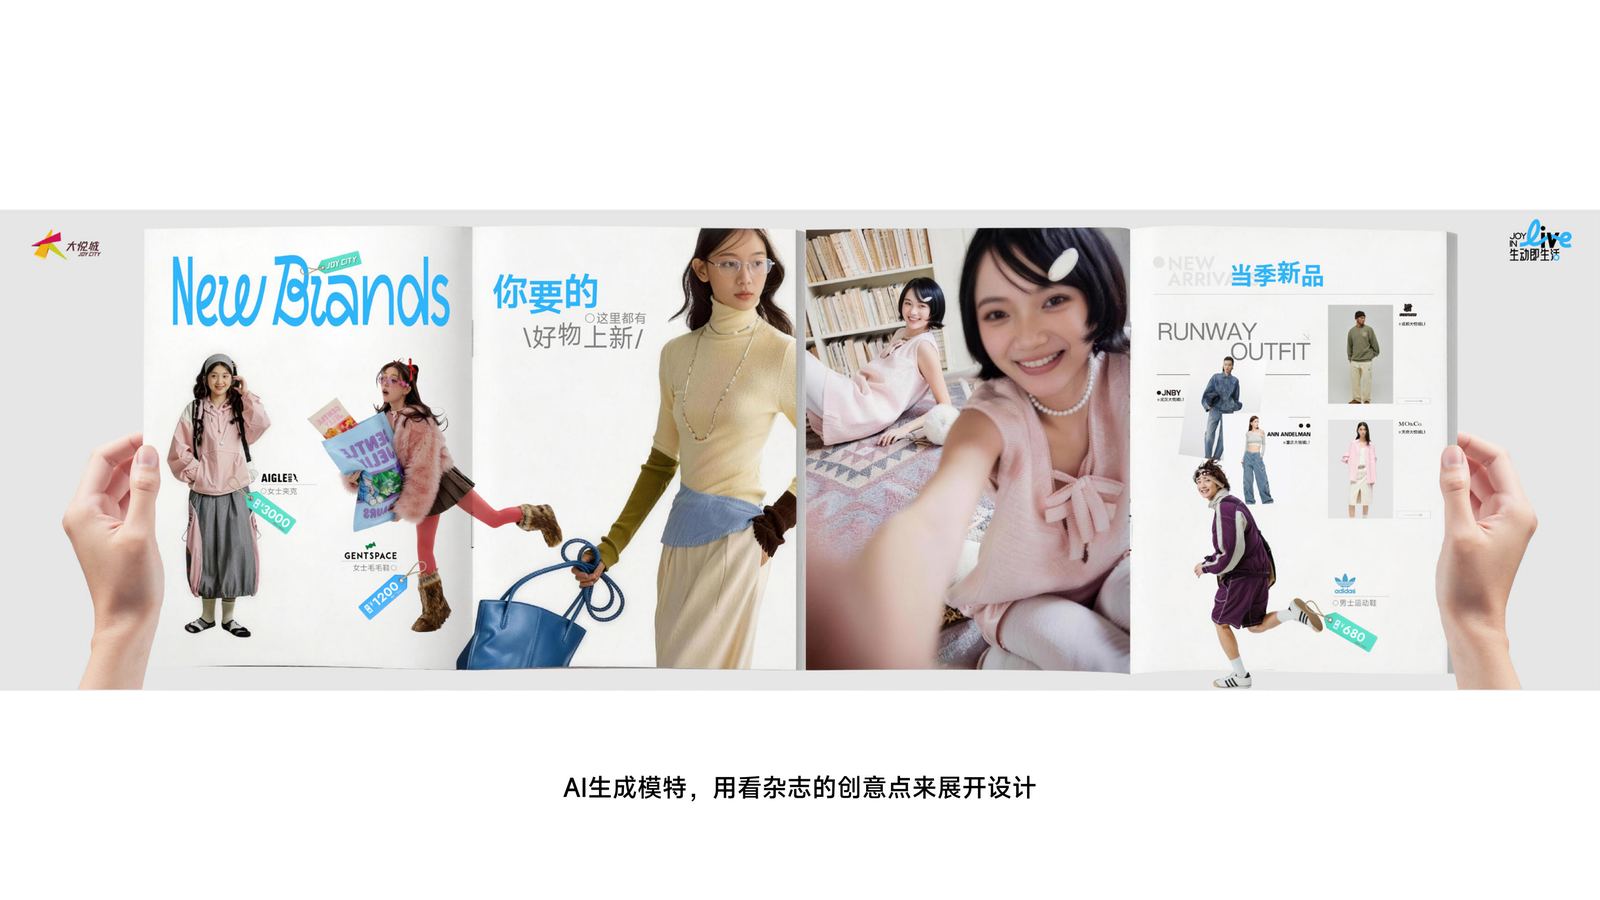 大悦城
JOY CITY
New Brands
JOY CITY
AIGLE
女士夹克
¥3000
GENTSPACE
女士毛毛鞋
¥1200
你要的
这里都有
\好物上新/
NEW
ARRIVA
当季新品
RUNWAY
OUTFIT
JNBY
ANN ANDELMAN
MO&Co.
adidas
男士运动鞋
¥680
JOY
IN
live
生动即生活
AI生成模特，用看杂志的创意点来展开设计